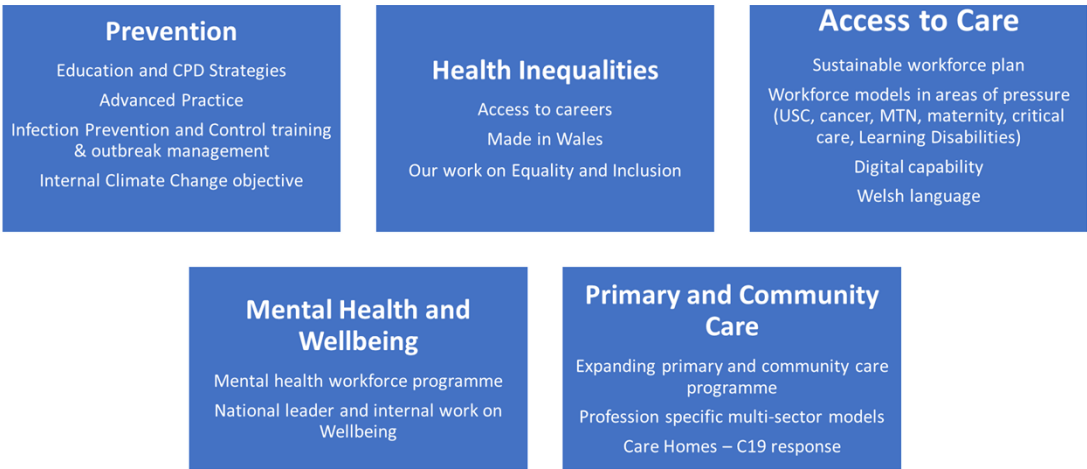 Prevention
Education and CPD Strategies
Advanced Practice
Infection Prevention and Control training
& outbreak management
Internal Climate Change objective
Health Inequalities
Access to careers
Made in Wales
Our work on Equality and Inclusion
Access to Care
Sustainable workforce plan
Workforce models in areas of pressure
(USC, cancer, MTN, maternity, critical
care, Learning Disabilities)
Digital capability
Welsh language
Mental Health and
Wellbeing
Mental health workforce programme
National leader and internal work on
Wellbeing
Primary and Community
Care
Expanding primary and community care
programme
Profession specific multi-sector models
Care Homes – C19 response